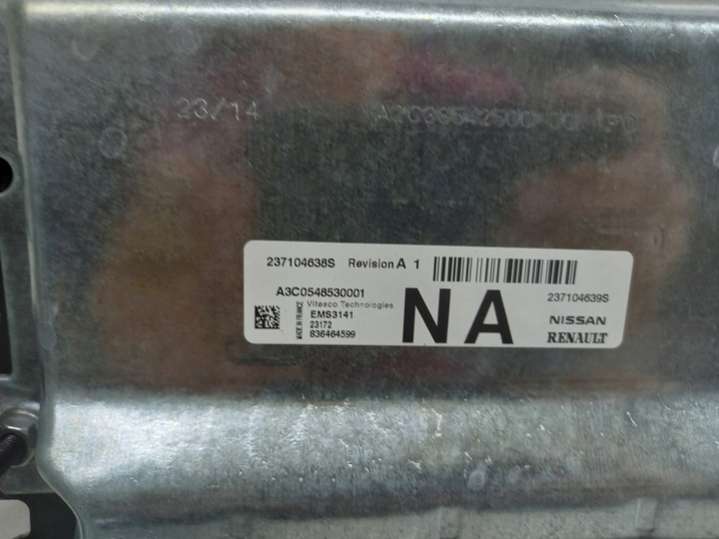 23/14
237104638S Revision A 1
A3C0548530001
Vitesco Technologies
MADE IN FRANCE
EMS3141
23172
836464599
NA
237104639S
NISSAN
RENAULT